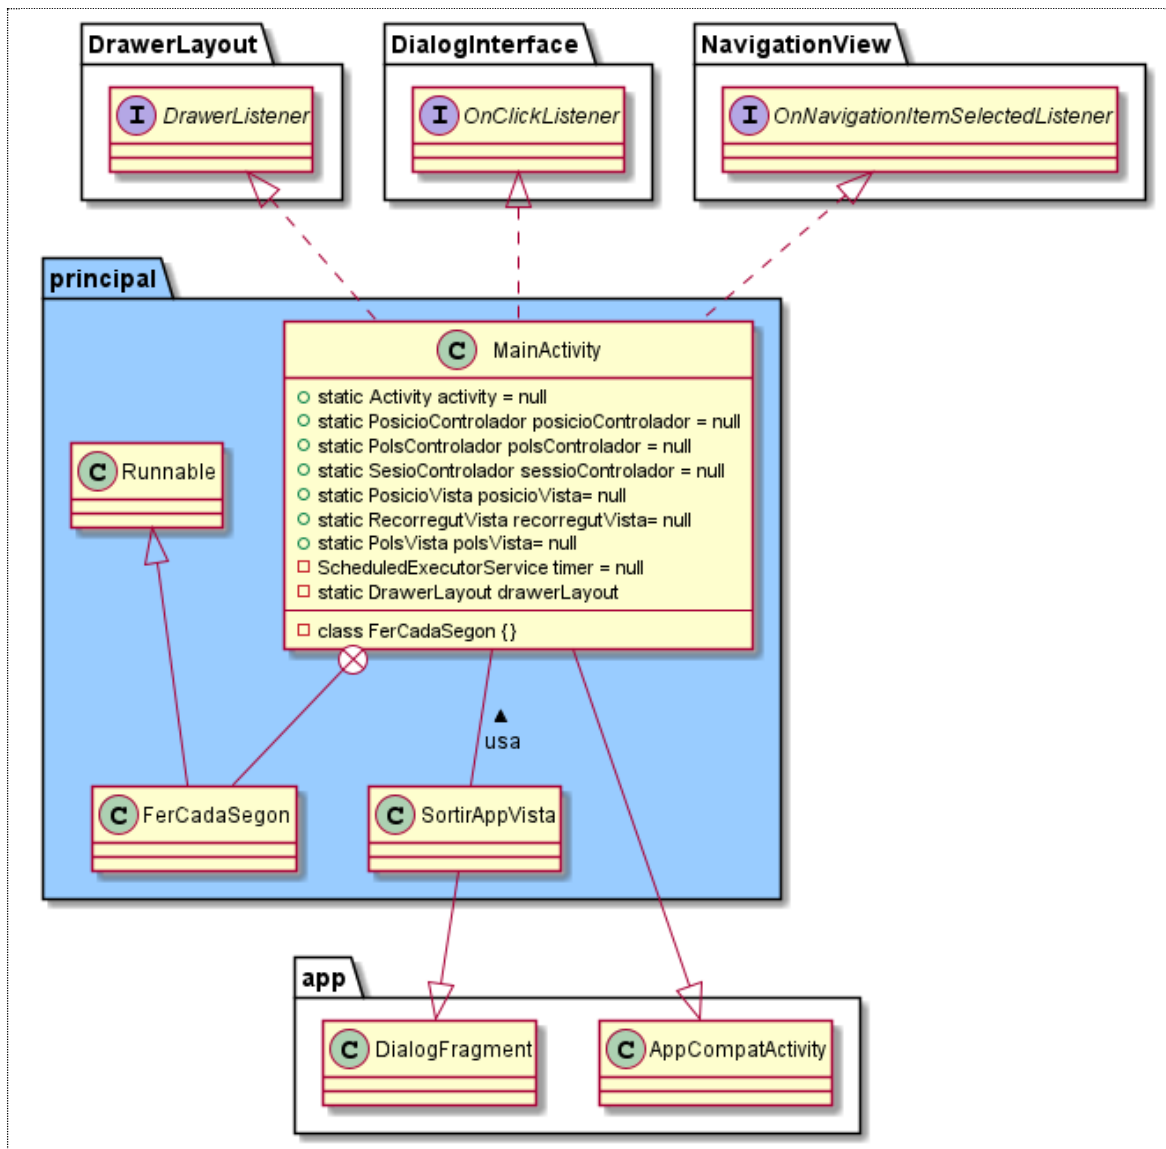 DrawerLayout
DialogInterface
NavigationView
I DrawerListener
I OnClickListener
I OnNavigationItemSelectedListener
principal
C MainActivity
static Activity activity = null
static PosicioControlador posicioControlador = null
static PolsControlador polsControlador = null
static SesioControlador sessioControlador = null
static PosicioVista posicioVista= null
static RecorregutVista recorregutVista= null
static PolsVista polsVista= null
ScheduledExecutorService timer = null
static DrawerLayout drawerLayout
class FerCadaSegon {}
C Runnable
usa
C FerCadaSegon
C SortirAppVista
app
C DialogFragment
C AppCompatActivity